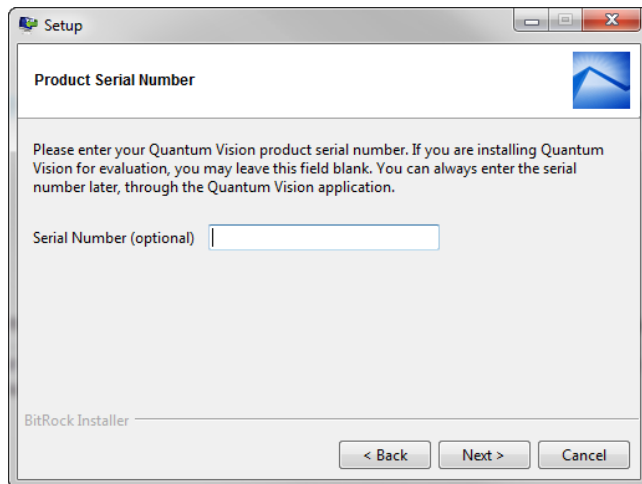 Setup
Product Serial Number
Please enter your Quantum Vision product serial number. If you are installing Quantum
Vision for evaluation, you may leave this field blank. You can always enter the serial
number later, through the Quantum Vision application.
Serial Number (optional)
BitRock Installer
< Back Next > Cancel